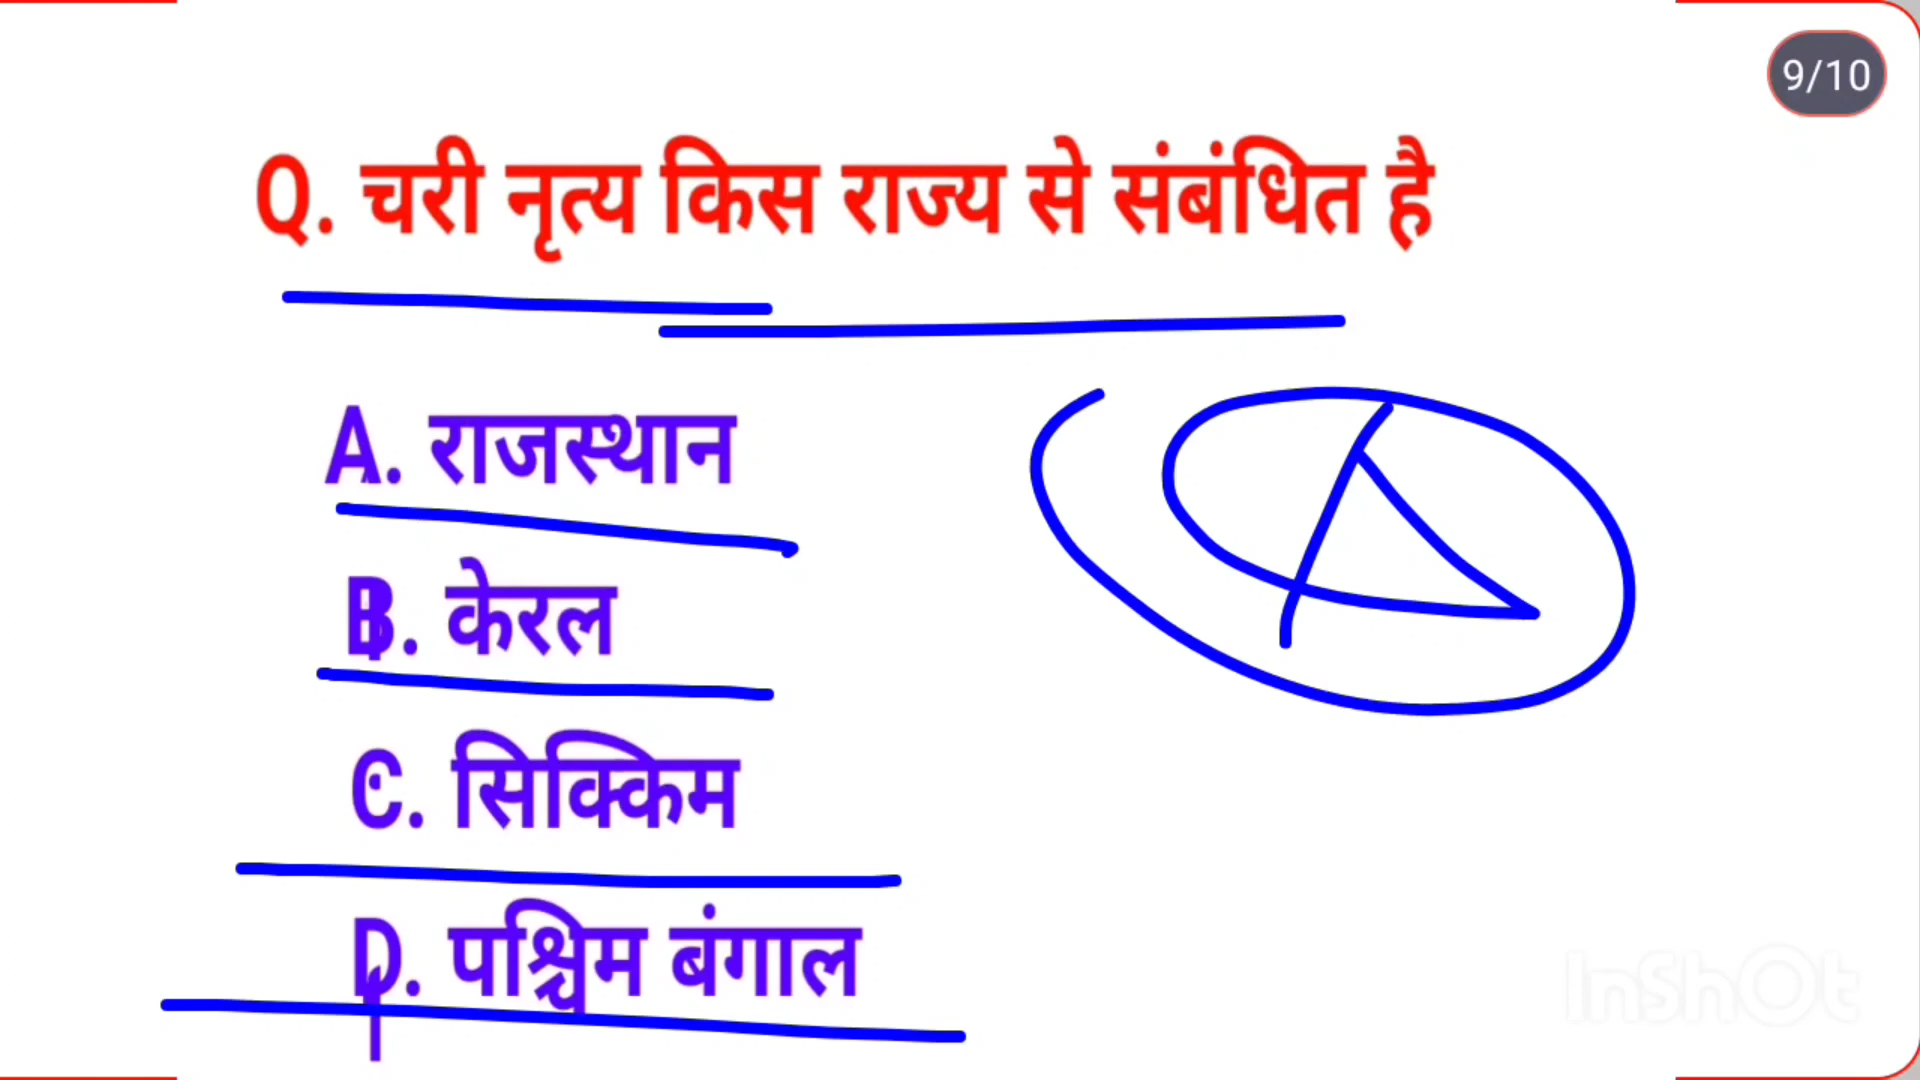 9/10
Q. चरी नृत्य किस राज्य से संबंधित है
A. राजस्थान
A
B. केरल
C. सिक्किम
D. पश्चिम बंगाल
InShOt